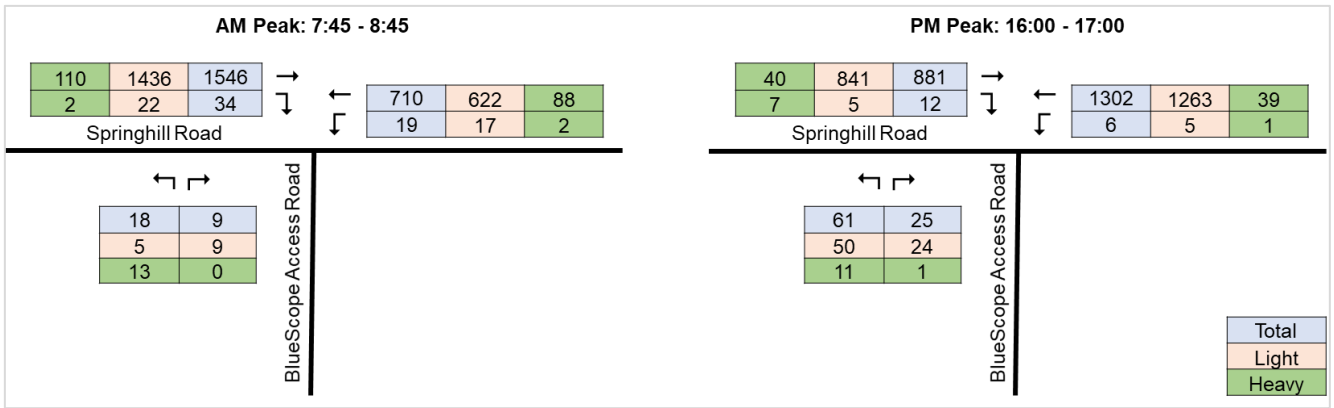 AM Peak: 7:45 - 8:45
110 1436 1546
2 22 34
Springhill Road
710 622 88
19 17 2
18 9
5 9
13 0
BlueScope Access Road
PM Peak: 16:00 - 17:00
40 841 881
7 5 12
Springhill Road
1302 1263 39
6 5 1
61 25
50 24
11 1
BlueScope Access Road
Total
Light
Heavy